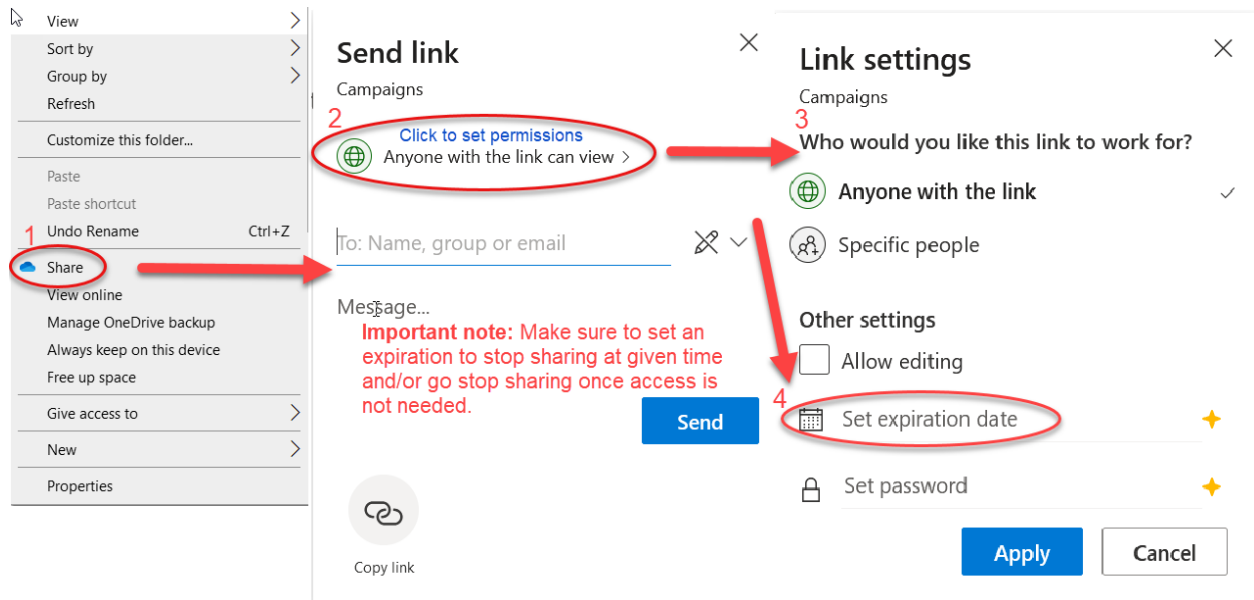 View
Sort by
Group by
Refresh
Customize this folder...
Paste
Paste shortcut
Undo Rename Ctrl+Z
1
Share
View online
Manage OneDrive backup
Always keep on this device
Free up space
Give access to
New
Properties
Send link
Campaigns
2
Click to set permissions
Anyone with the link can view
To: Name, group or email
Message...
Important note: Make sure to set an
expiration to stop sharing at given time
and/or go stop sharing once access is
not needed.
Send
Copy link
Link settings
Campaigns
3
Who would you like this link to work for?
Anyone with the link
Specific people
Other settings
Allow editing
4
Set expiration date
Set password
Apply Cancel